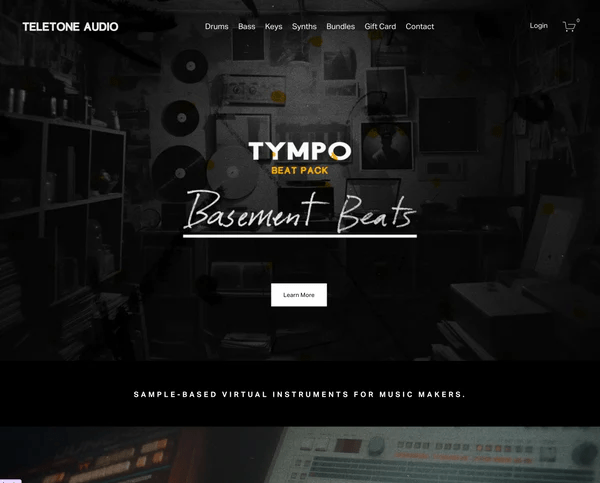 TELETONE AUDIO
Drums Bass Keys Synths Bundles Gift Card Contact
Login
0
TYMPO
BEAT PACK
Basement Beats
Learn More
SAMPLE-BASED VIRTUAL INSTRUMENTS FOR MUSIC MAKERS.